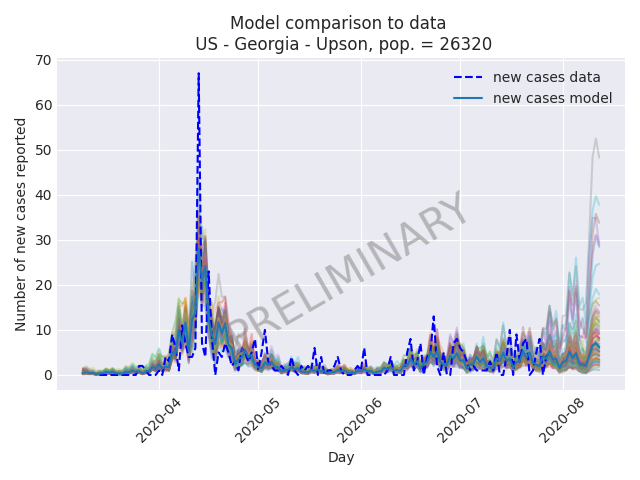 Model comparison to data
US - Georgia - Upson, pop. = 26320
new cases data
new cases model
Number of new cases reported
70
60
50
40
30
20
10
0
PRELIMINARY
2020-04
2020-05
2020-06
2020-07
2020-08
Day